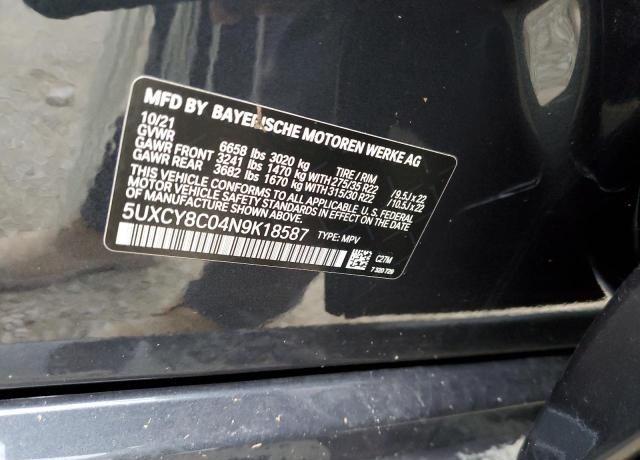 MFD BY BAYERISCHE MOTOREN WERKE AG
10/21
GVWR 6658 lbs 3020 kg TIRE / RIM
GAWR FRONT 3241 lbs 1470 kg WITH 275/35 R22 / 9.5J x 22
GAWR REAR 3682 lbs 1670 kg WITH 315/30 R22 / 10.5J x 22
THIS VEHICLE CONFORMS TO ALL APPLICABLE U.S. FEDERAL
MOTOR VEHICLE SAFETY STANDARDS IN EFFECT ON THE DATE
OF MANUFACTURE SHOWN ABOVE.
5UXCY8C04N9K18587 TYPE: MPV
C27M
7 320 728